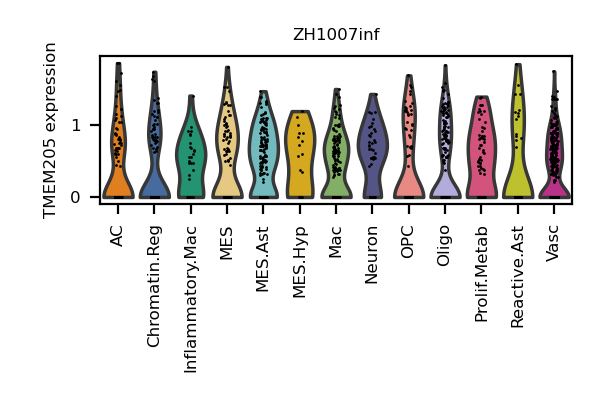 ZH1007inf
TMEM205 expression
1
0
AC
Chromatin.Reg
Inflammatory.Mac
MES
MES.Ast
MES.Hyp
Mac
Neuron
OPC
Oligo
Prolif.Metab
Reactive.Ast
Vasc